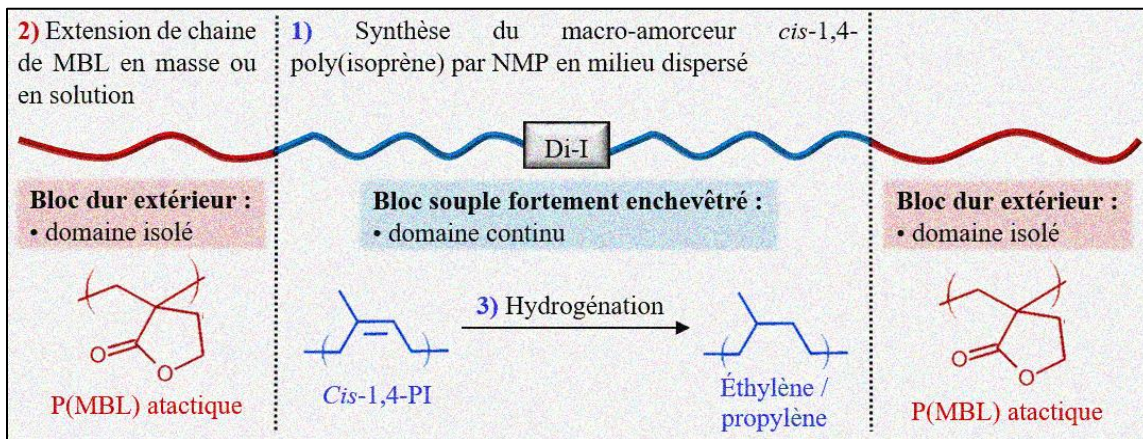 2) Extension de chaine
de MBL en masse ou
en solution
1) Synthèse du macro-amorceur cis-1,4-
poly(isoprène) par NMP en milieu dispersé
Di-I
Bloc dur extérieur :
• domaine isolé
Bloc souple fortement enchevêtré :
• domaine continu
Bloc dur extérieur :
• domaine isolé
O
O
P(MBL) atactique
3) Hydrogénation
Cis-1,4-PI
Éthylène /
propylène
O
O
P(MBL) atactique